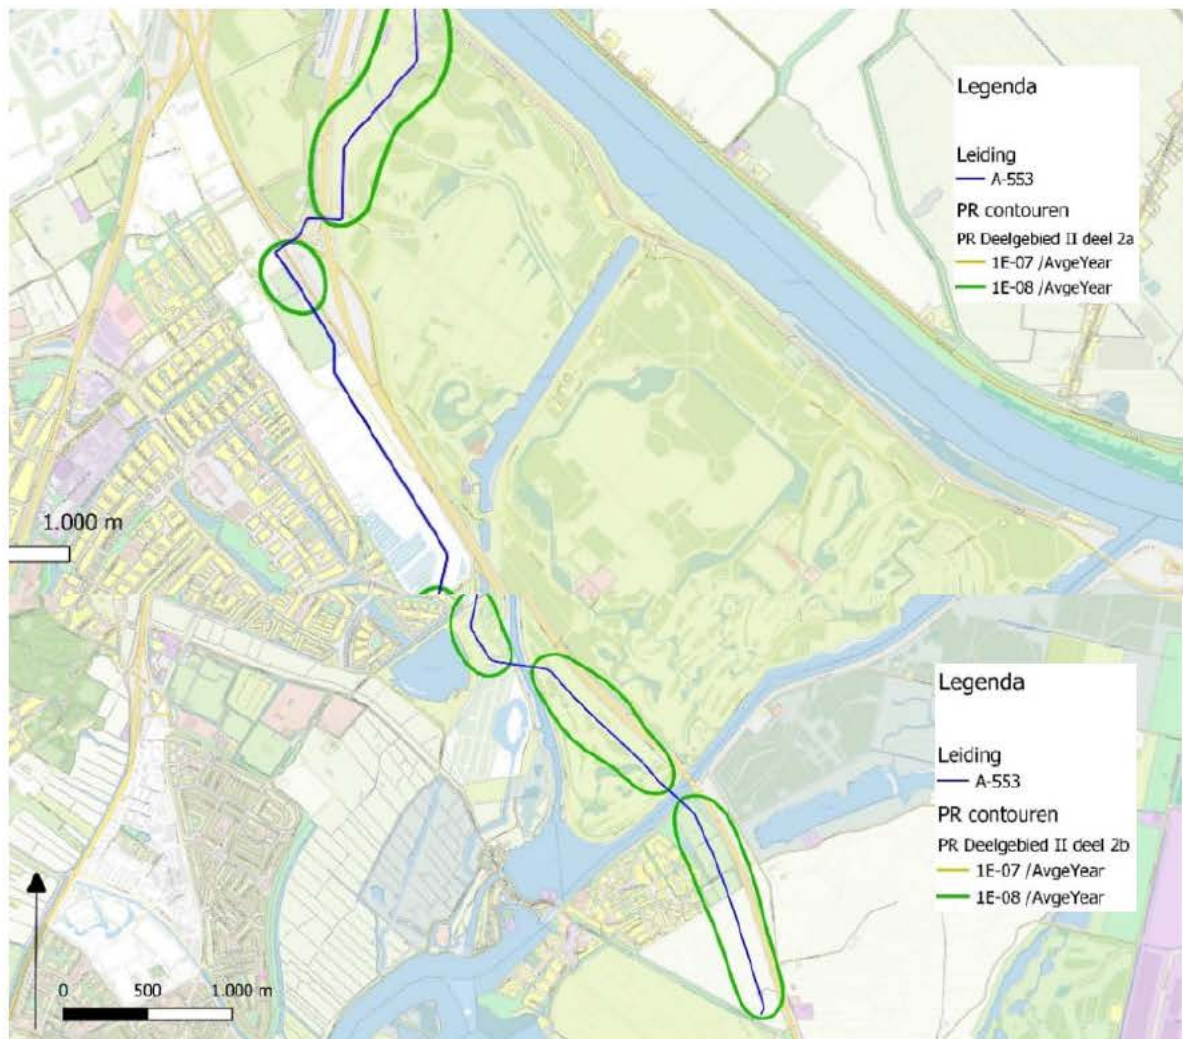 Legenda
Leiding
A-553
PR contouren
PR Deelgebied II deel 2a
1E-07 /AvgeYear
1E-08 /AvgeYear
1.000 m
Legenda
Leiding
A-553
PR contouren
PR Deelgebied II deel 2b
1E-07 /AvgeYear
1E-08 /AvgeYear
0 500 1.000 m